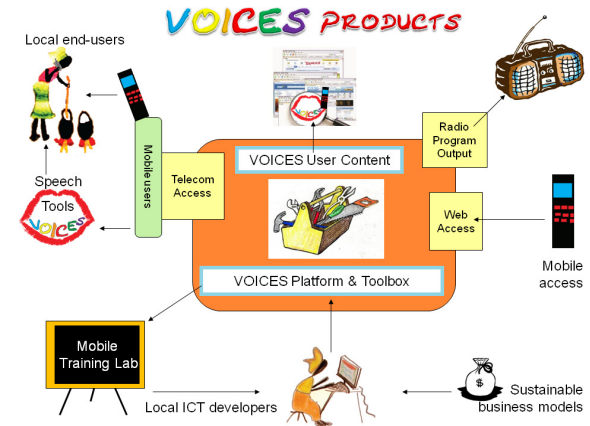 VOICES PRODUCTS
Local end-users
Radio
Program
Output
VOICES
VOICES User Content
Mobile users
Telecom
Access
Speech
Tools
VOICES
Web
Access
Mobile
access
VOICES Platform & Toolbox
Mobile
Training Lab
$
Local ICT developers
Sustainable
business models